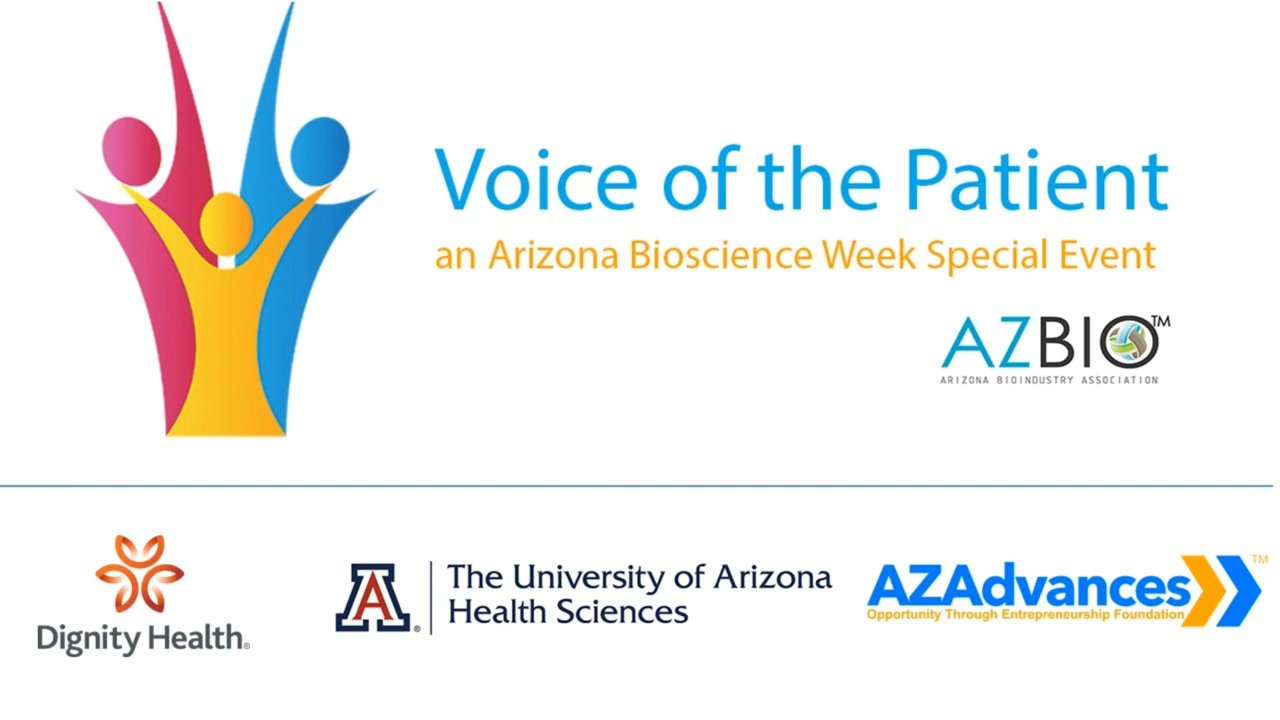 Voice of the Patient
an Arizona Bioscience Week Special Event
AZBIO™
ARIZONA BIOINDUSTRY ASSOCIATION
Dignity Health®
A®
The University of Arizona
Health Sciences
AZAdvances™
Opportunity Through Entrepreneurship Foundation